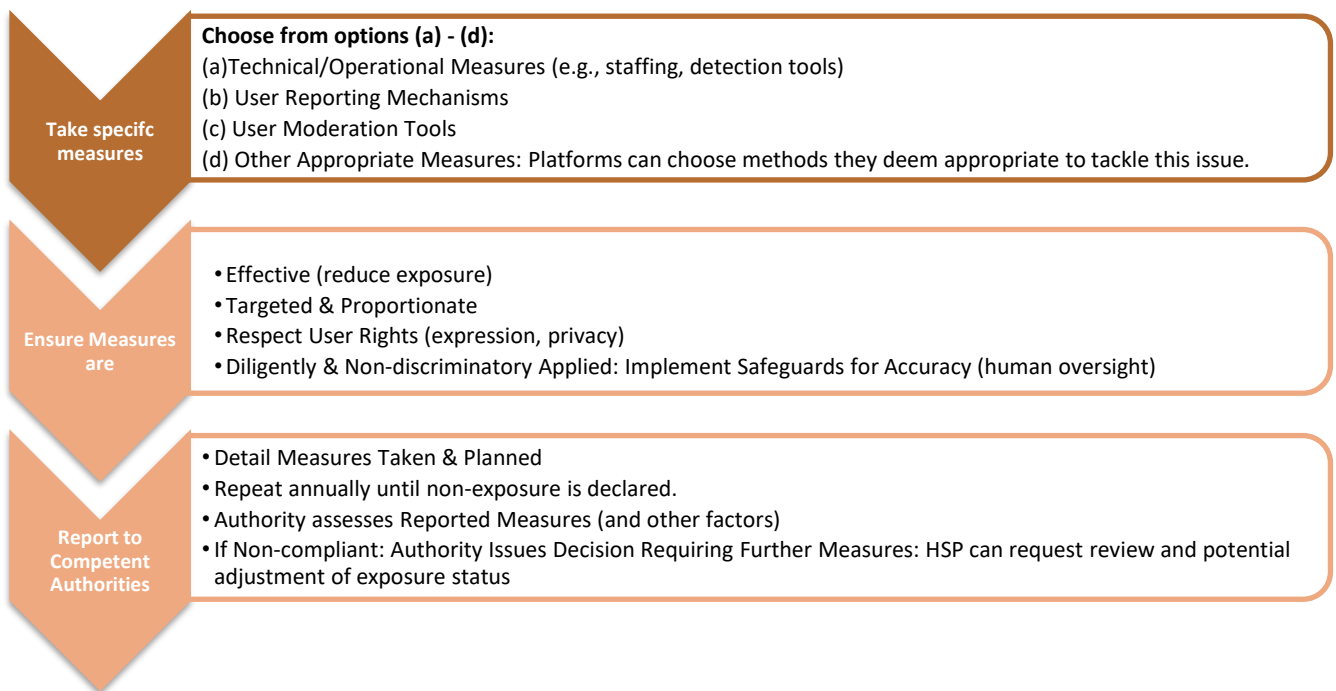 Take specifc
measures
Choose from options (a) - (d):
(a)Technical/Operational Measures (e.g., staffing, detection tools)
(b) User Reporting Mechanisms
(c) User Moderation Tools
(d) Other Appropriate Measures: Platforms can choose methods they deem appropriate to tackle this issue.
Ensure Measures
are
• Effective (reduce exposure)
• Targeted & Proportionate
• Respect User Rights (expression, privacy)
• Diligently & Non-discriminatory Applied: Implement Safeguards for Accuracy (human oversight)
Report to
Competent
Authorities
• Detail Measures Taken & Planned
• Repeat annually until non-exposure is declared.
• Authority assesses Reported Measures (and other factors)
• If Non-compliant: Authority Issues Decision Requiring Further Measures: HSP can request review and potential
adjustment of exposure status